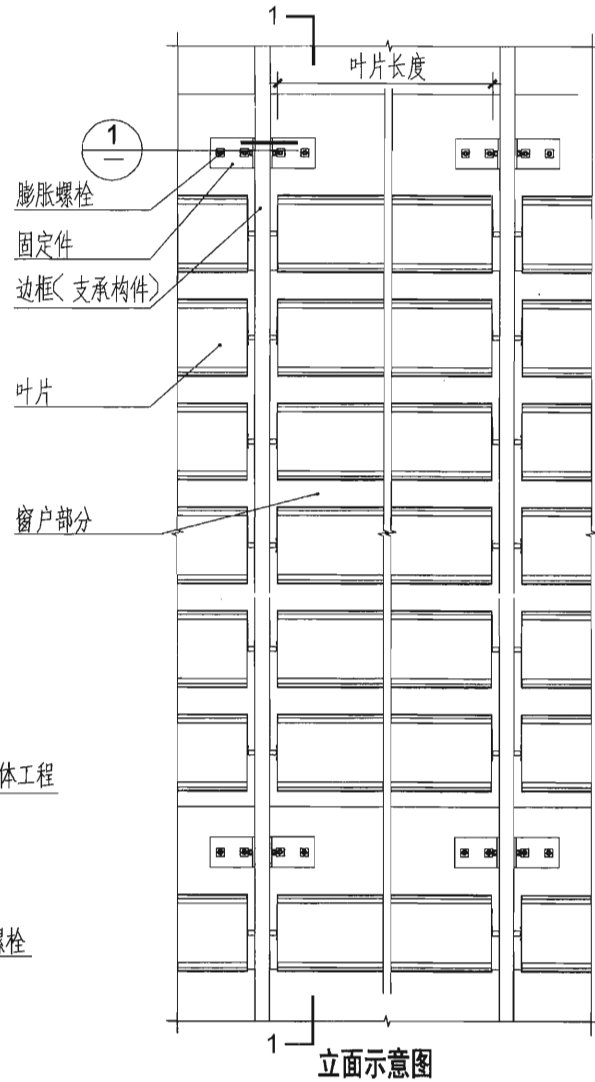 1
叶片长度
1
膨胀螺栓
固定件
边框(支承构件)
叶片
窗户部分
体工程
螺栓
1
立面示意图